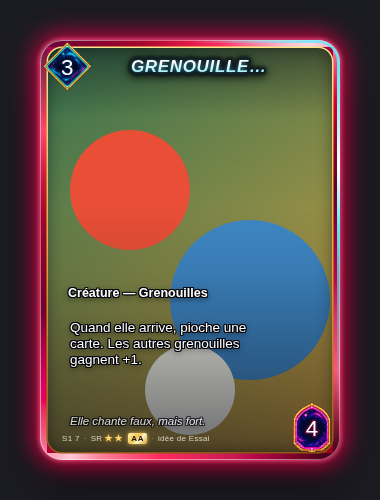 3
GRENOUILLE…
Créature — Grenouilles
Quand elle arrive, pioche une
carte. Les autres grenouilles
gagnent +1.
Elle chante faux, mais fort.
S1 7 · SR ★★ AA · Idée de Essai
4